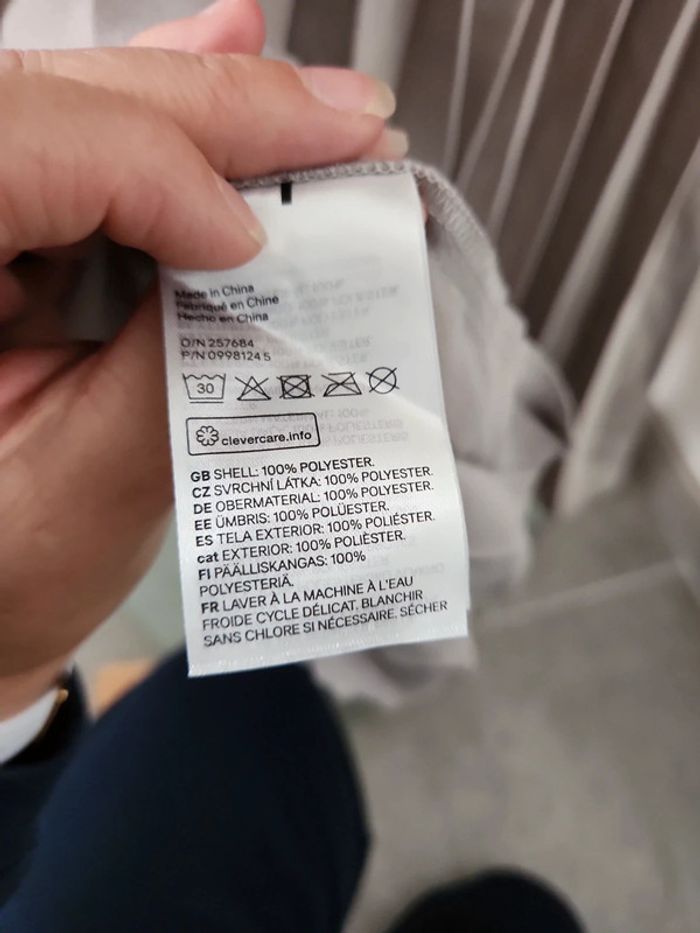 Made in China
Fabriqué en Chine
Hecho en China
O/N 257684
P/N 0998124 5
30
clevercare.info
GB SHELL: 100% POLYESTER.
CZ SVRCHNÍ LÁTKA: 100% POLYESTER.
DE OBERMATERIAL: 100% POLYESTER.
EE ÜMBRIS: 100% POLÜESTER.
ES TELA EXTERIOR: 100% POLIÉSTER.
cat EXTERIOR: 100% POLIÈSTER.
FI PÄÄLLISKANGAS: 100%
POLYESTERIÄ.
FR LAVER À LA MACHINE À L'EAU
FROIDE CYCLE DÉLICAT, BLANCHIR
SANS CHLORE SI NÉCESSAIRE, SÉCHER